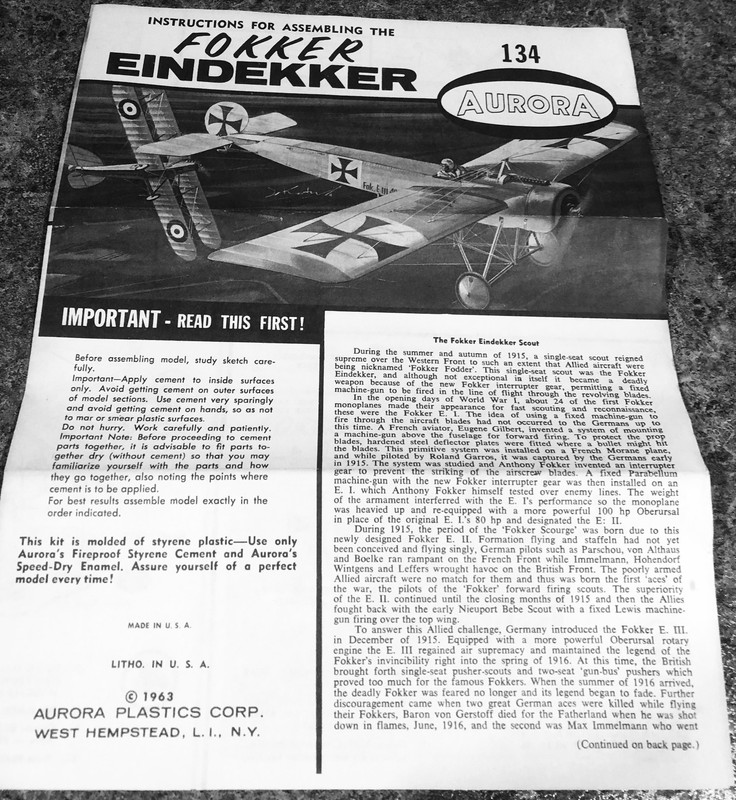 INSTRUCTIONS FOR ASSEMBLING THE
FOKKER
EINDEKKER
134
AURORA
Fok. E. III
IMPORTANT - READ THIS FIRST!
Before assembling model, study sketch care-
fully.
Important—Apply cement to inside surfaces
only. Avoid getting cement on outer surfaces
of model sections. Use cement very sparingly
and avoid getting cement on hands, so as not
to mar or smear plastic surfaces.
Do not hurry. Work carefully and patiently.
Important Note: Before proceeding to cement
parts together, it is advisable to fit parts to-
gether dry (without cement) so that you may
familiarize yourself with the parts and how
they go together, also noting the points where
cement is to be applied.
For best results assemble model exactly in the
order indicated.
This kit is molded of styrene plastic—Use only
Aurora's Fireproof Styrene Cement and Aurora's
Speed-Dry Enamel. Assure yourself of a perfect
model every time!
MADE IN U. S. A.
LITHO. IN U. S. A.
© 1963
AURORA PLASTICS CORP.
WEST HEMPSTEAD, L. I., N.Y.
The Fokker Eindekker Scout
During the summer and autumn of 1915, a single-seat scout reigned
supreme over the Western Front to such an extent that Allied aircraft were
being nicknamed 'Fokker Fodder'. This single-seat scout was the Fokker
Eindekker, and although not exceptional in itself it became a deadly
weapon because of the new Fokker interrupter gear, permitting a fixed
machine-gun to be fired in the line of flight through the revolving blades.
In the opening days of World War I, about 24 of the first Fokker
monoplanes made their appearance for fast scouting and reconnaissance,
these were the Fokker E. I. The idea of using a fixed machine-gun to
fire through the aircraft blades had not occurred to the Germans up to
this time. A French aviator, Eugene Gilbert, invented a system of mounting
a machine-gun above the fuselage for forward firing. To protect the prop
blades, hardened steel deflector plates were fitted where a bullet might hit
the blades. This primitive system was installed on a French Morane plane,
and while piloted by Roland Garros, it was captured by the Germans early
in 1915. The system was studied and Anthony Fokker invented an interrupter
gear to prevent the striking of the airscrew blades. A fixed Parabellum
machine-gun with the new Fokker interrupter gear was then installed on an
E. I. which Anthony Fokker himself tested over enemy lines. The weight
of the armament interfered with the E. I's performance so the monoplane
was heavied up and re-equipped with a more powerful 100 hp Oberursal
in place of the original E. I.'s 80 hp and designated the E: II.
During 1915, the period of the 'Fokker Scourge' was born due to this
newly designed Fokker E. II. Formation flying and staffeln had not yet
been conceived and flying singly, German pilots such as Parschou, von Althaus
and Boelke ran rampant on the French Front while Immelmann, Hohendorf
Wintgens and Leffers wrought havoc on the British Front. The poorly armed
Allied aircraft were no match for them and thus was born the first 'aces' of
the war, the pilots of the 'Fokker' forward firing scouts. The superiority
of the E. II. continued until the closing months of 1915 and then the Allies
fought back with the early Nieuport Bebe Scout with a fixed Lewis machine-
gun firing over the top wing.
To answer this Allied challenge, Germany introduced the Fokker E. III.
in December of 1915. Equipped with a more powerful Oberursal rotary
engine the E. III regained air supremacy and maintained the legend of the
Fokker's invincibility right into the spring of 1916. At this time, the British
brought forth single-seat pusher-scouts and two-seat 'gun-bus' pushers which
proved too much for the famous Fokkers. When the summer of 1916 arrived,
the deadly Fokker was feared no longer and its legend began to fade. Further
discouragement came when two great German aces were killed while flying
their Fokkers, Baron von Gerstoff died for the Fatherland when he was shot
down in flames, June, 1916, and the second was Max Immelmann who went
(Continued on back page.)